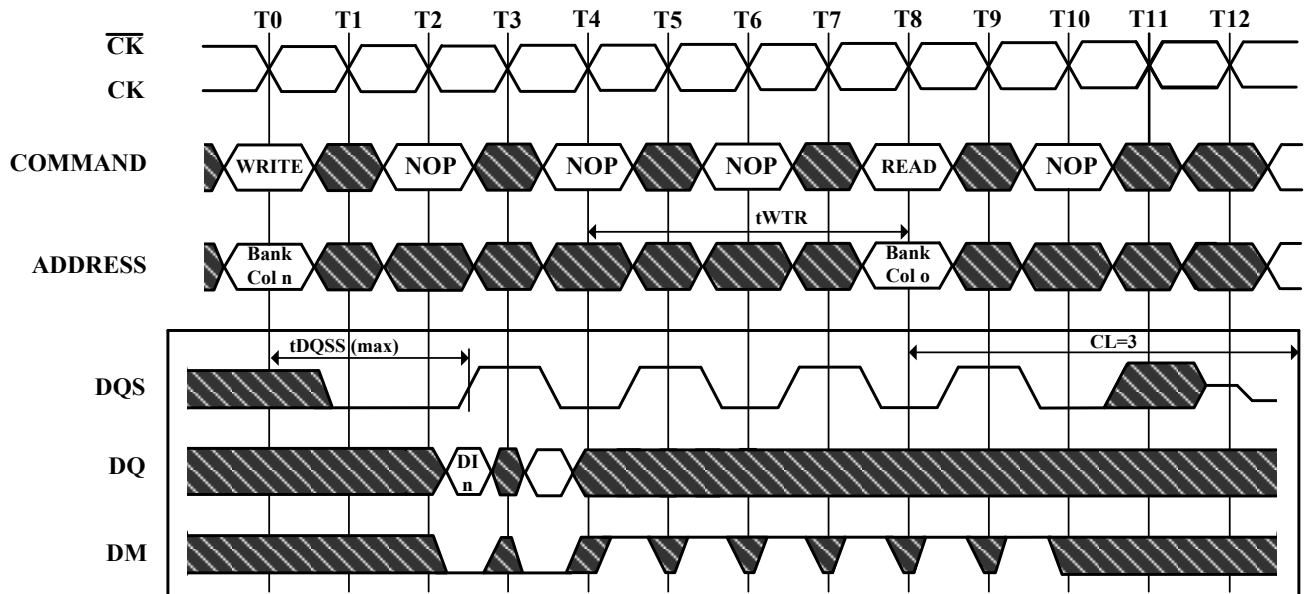 T0 T1 T2 T3 T4 T5 T6 T7 T8 T9 T10 T11 T12
CK
CK
COMMAND WRITE NOP NOP NOP READ NOP
tWTR
ADDRESS Bank Col n Bank Col o
tDQSS (max) CL=3
DQS
DQ DI n
DM